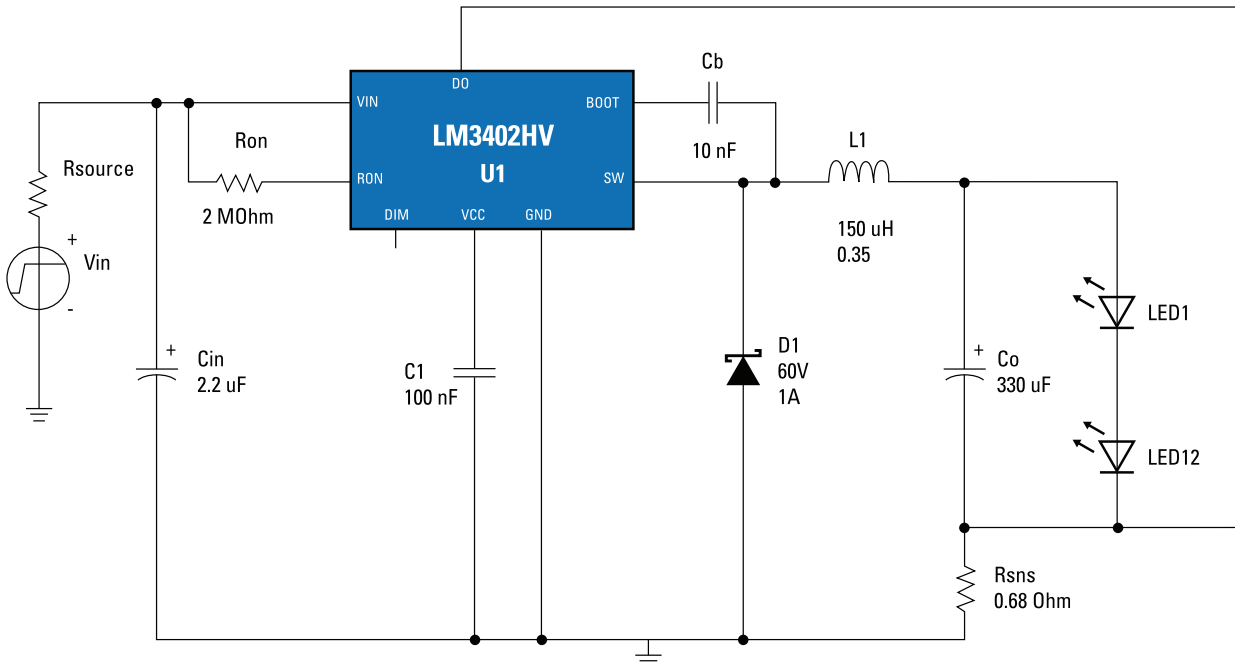 DO
VIN
BOOT
LM3402HV
U1
RON
SW
DIM
VCC
GND
Rsource
+
Vin
-
Ron
2 MOhm
+
Cin
2.2 uF
C1
100 nF
Cb
10 nF
L1
150 uH
0.35
D1
60V
1A
+
Co
330 uF
LED1
LED12
Rsns
0.68 Ohm